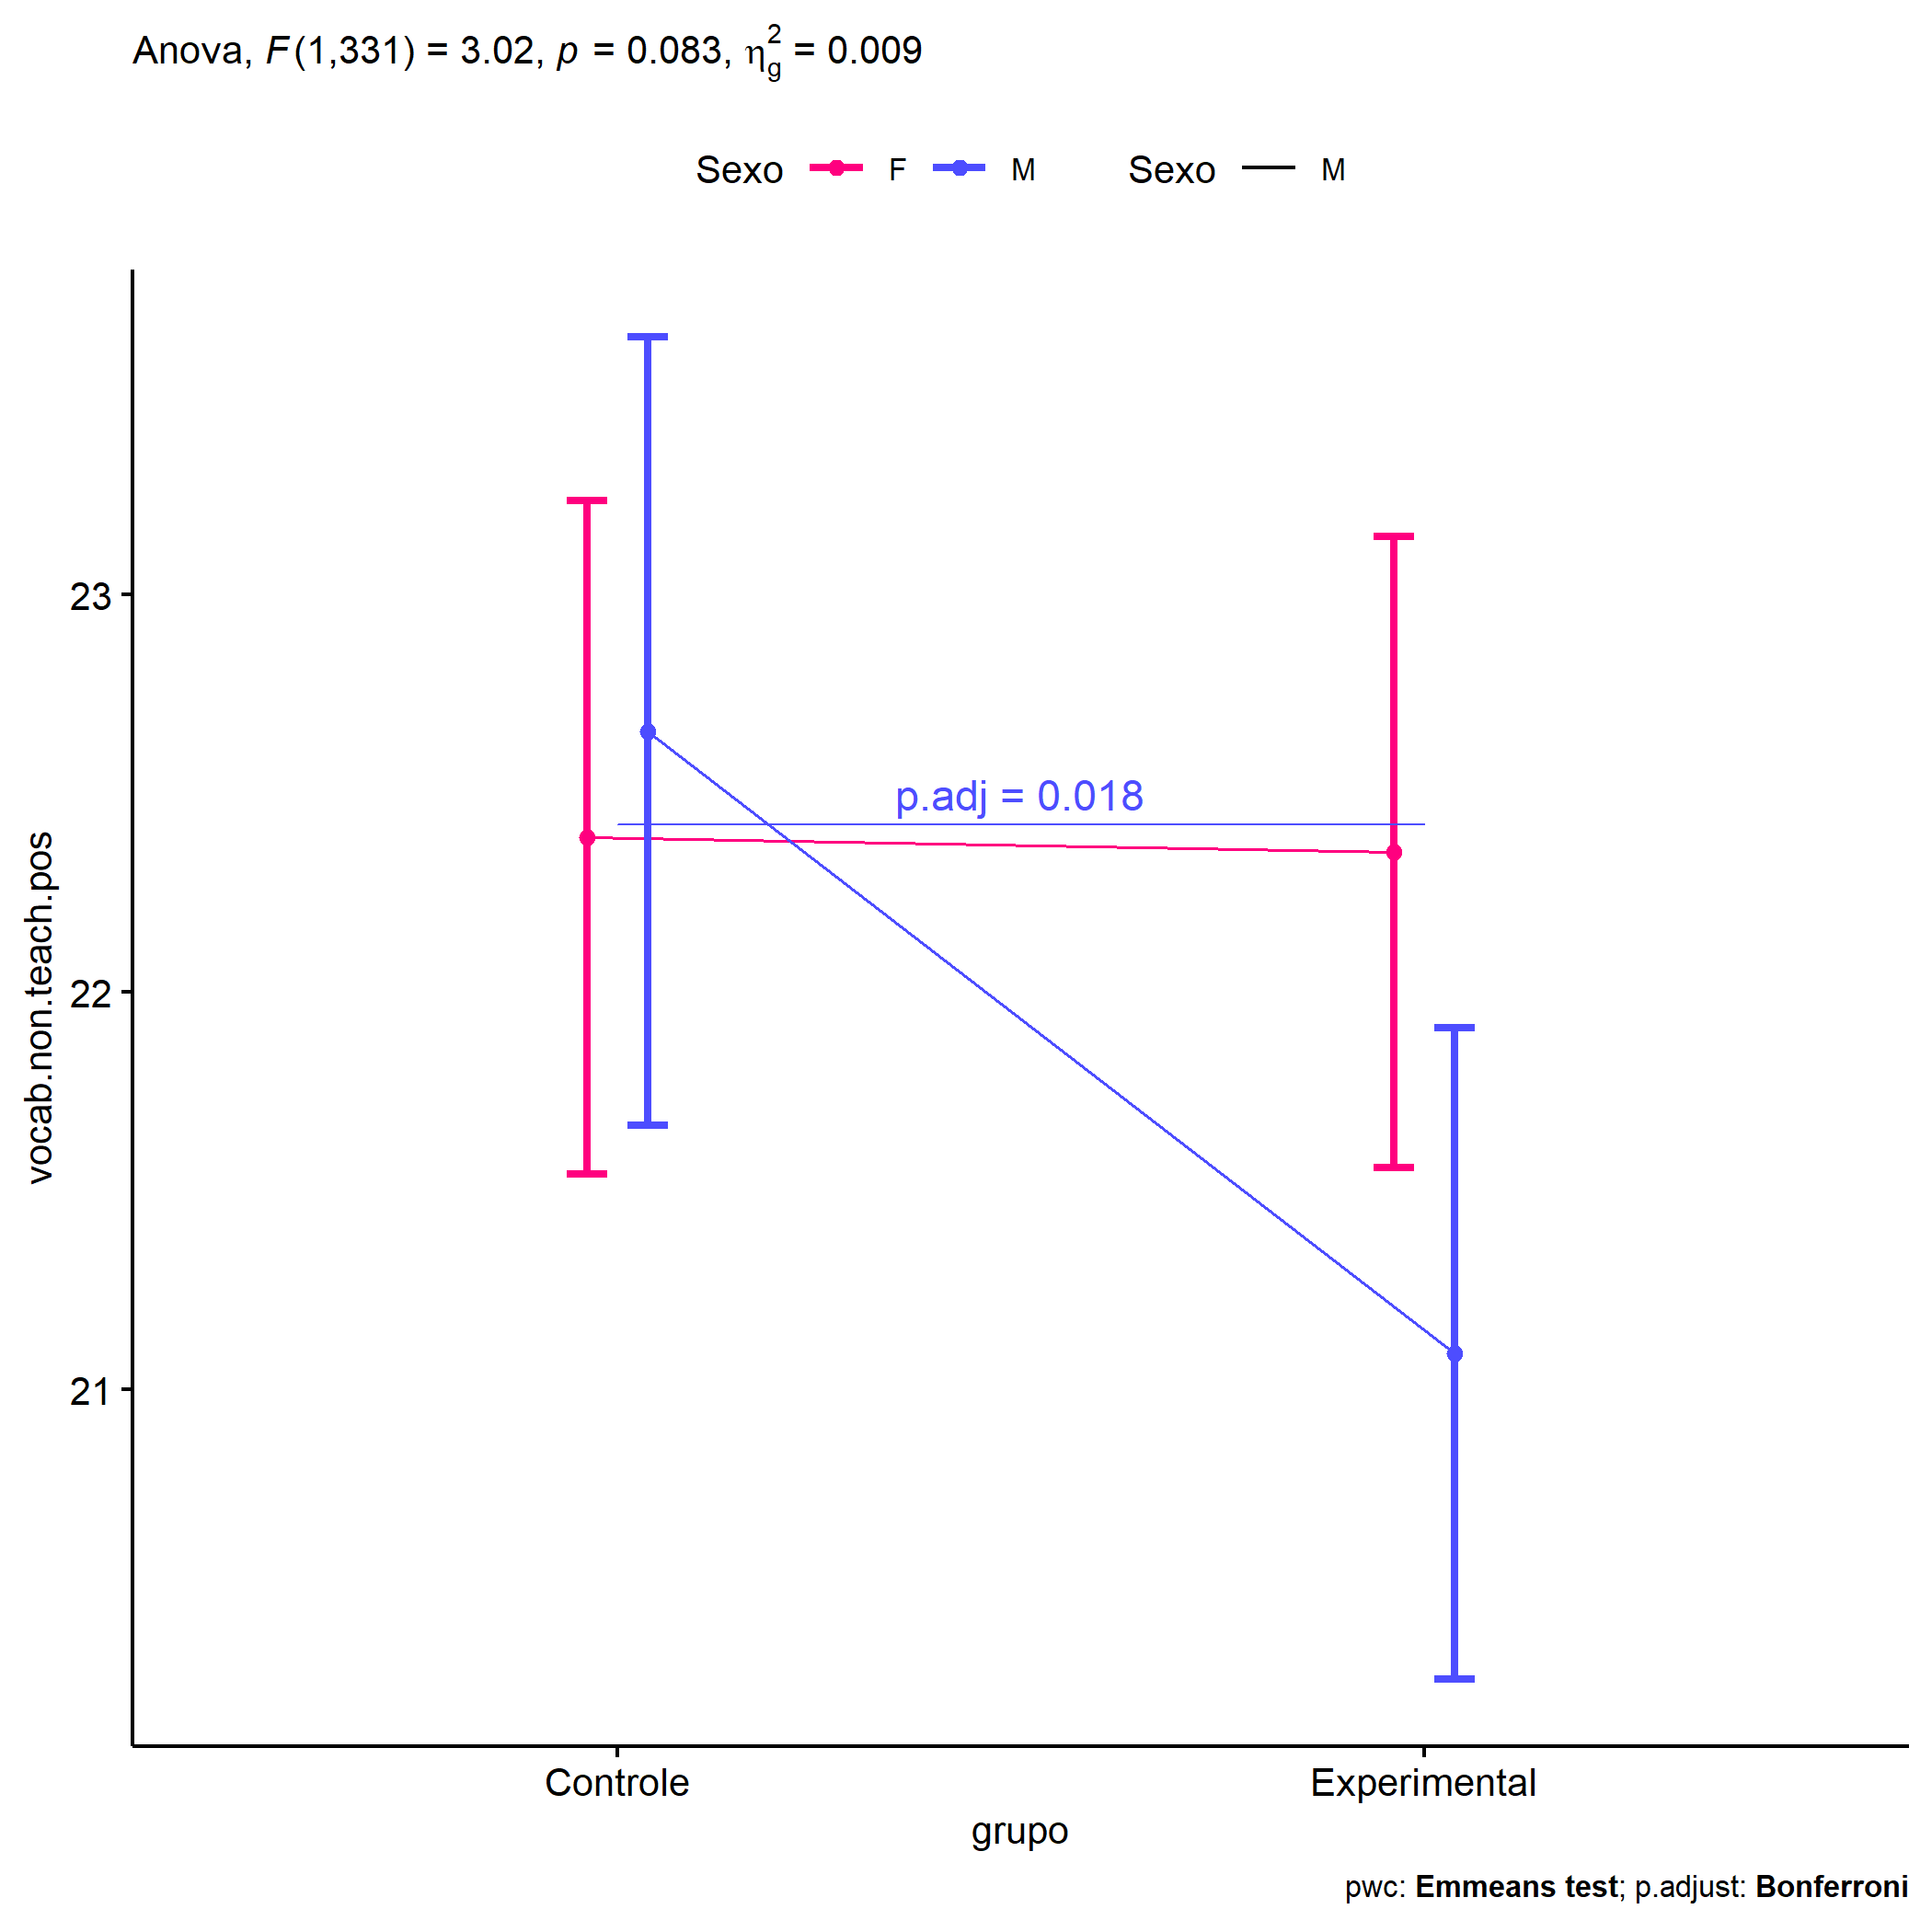 Anova, F(1,331) = 3.02, p = 0.083, η²g = 0.009
Sexo F M Sexo M
23
22
21
vocab.non.teach.pos
p.adj = 0.018
Controle Experimental
grupo
pwc: Emmeans test; p.adjust: Bonferroni